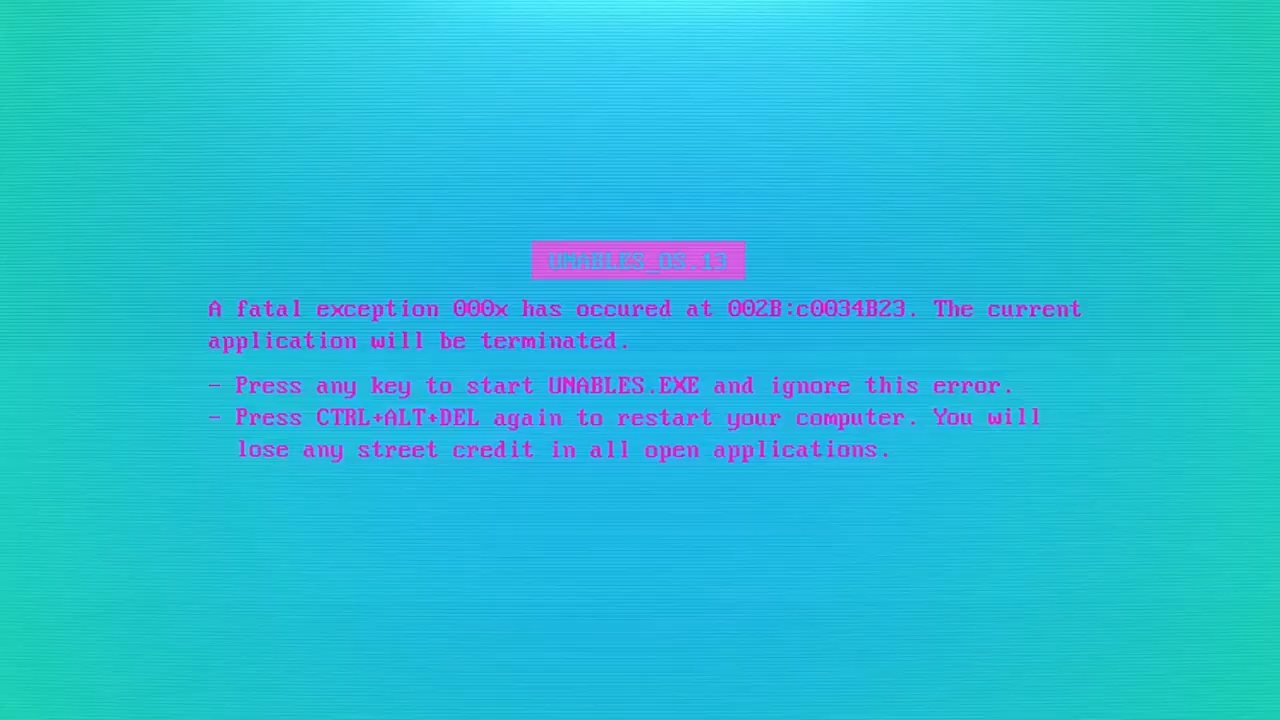 UNABLES_OS.13
A fatal exception 000x has occured at 002B:c0034B23. The current
application will be terminated.
- Press any key to start UNABLES.EXE and ignore this error.
- Press CTRL+ALT+DEL again to restart your computer. You will
lose any street credit in all open applications.